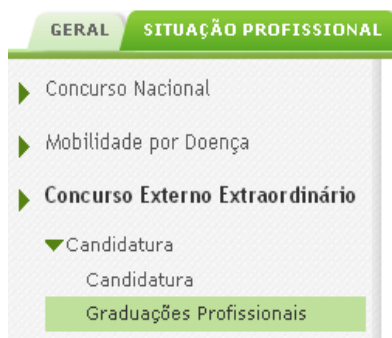 GERAL SITUAÇÃO PROFISSIONAL
Concurso Nacional
Mobilidade por Doença
Concurso Externo Extraordinário
Candidatura
Candidatura
Graduações Profissionais